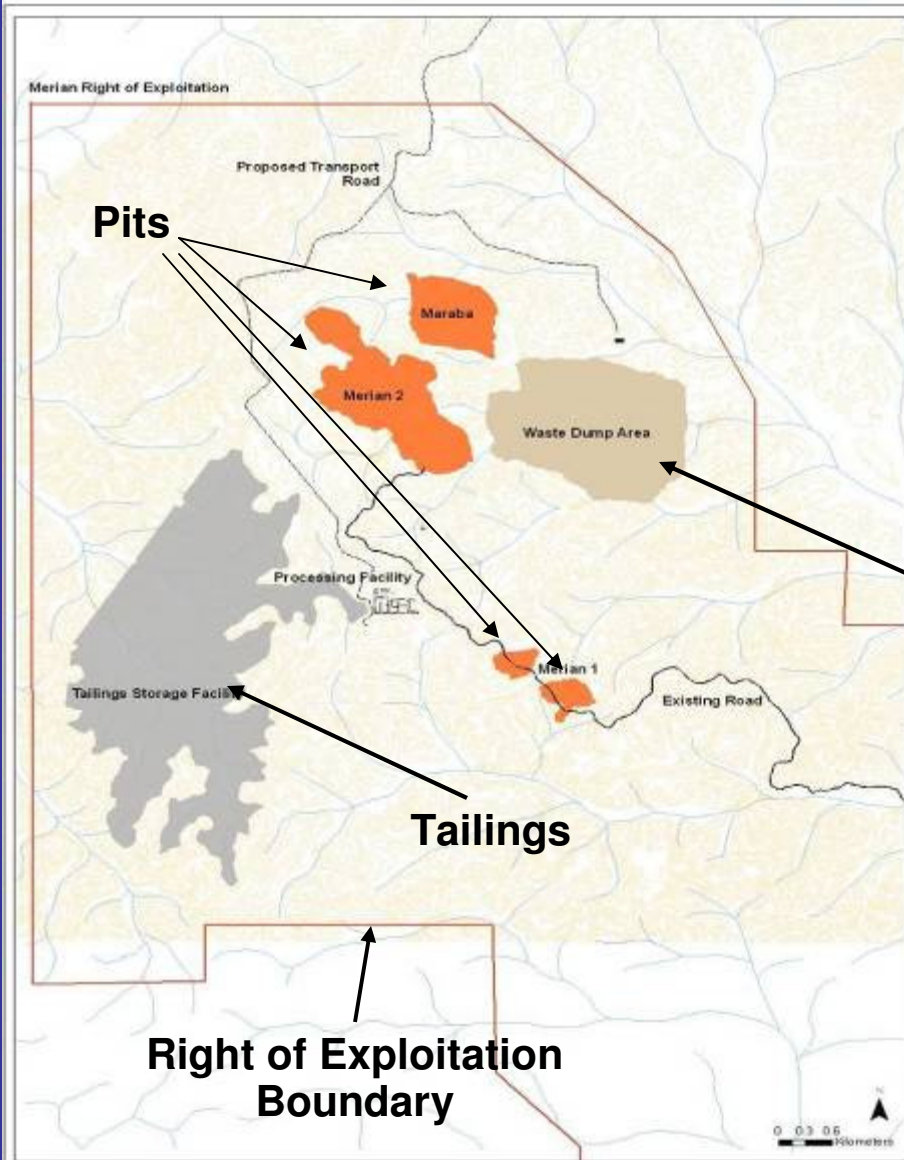 Merian Right of Exploitation
Proposed Transport
Road
Pits
Maraba
Merian 2
Waste Dump Area
Processing Facility
Merian 1
Tailings Storage
Existing Road
Tailings
Right of Exploitation
Boundary
N
0 0.3 0.6
Kilometers